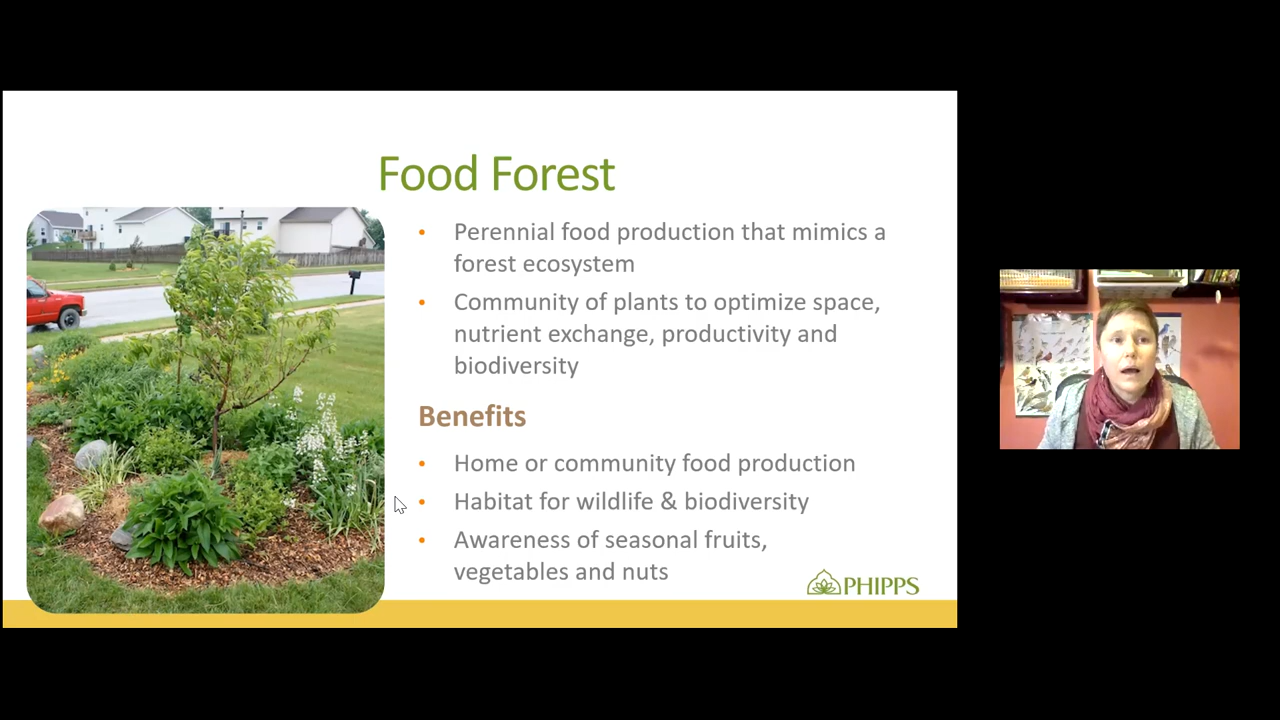 Food Forest
• Perennial food production that mimics a
forest ecosystem
• Community of plants to optimize space,
nutrient exchange, productivity and
biodiversity
Benefits
• Home or community food production
• Habitat for wildlife & biodiversity
• Awareness of seasonal fruits,
vegetables and nuts
PHIPPS